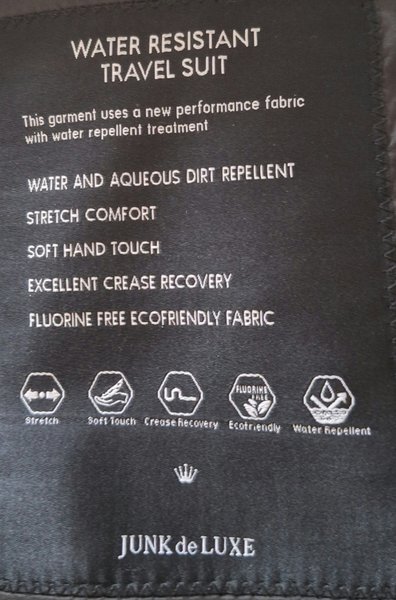 WATER RESISTANT
TRAVEL SUIT
This garment uses a new performance fabric
with water repellent treatment
WATER AND AQUEOUS DIRT REPELLENT
STRETCH COMFORT
SOFT HAND TOUCH
EXCELLENT CREASE RECOVERY
FLUORINE FREE ECOFRIENDLY FABRIC
FLUORINE
FREE
Stretch Soft Touch Crease Recovery Ecofriendly Water Repellent
JUNK de LUXE